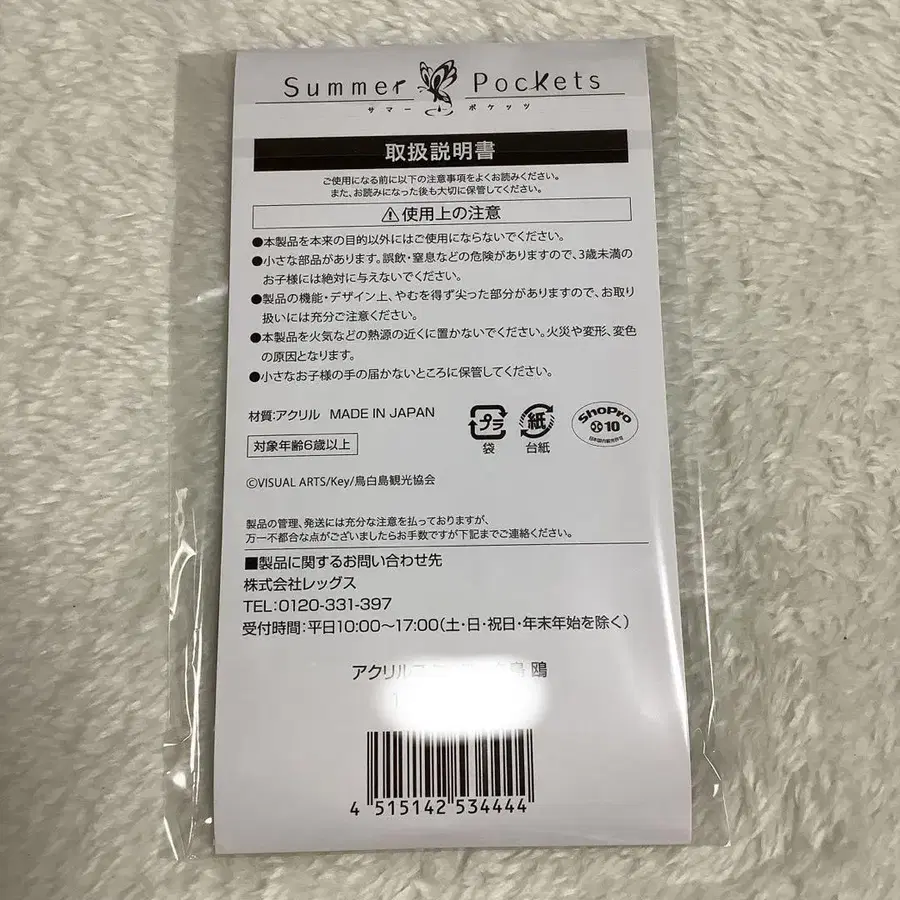 Summer Pockets
サマー ポケッツ
取扱説明書
ご使用になる前に以下の注意事項をよくお読みください。
また、お読みになった後も大切に保管してください。
⚠使用上の注意
●本製品を本来の目的以外にはご使用にならないでください。
●小さな部品があります。誤飲・窒息などの危険がありますので、3歳未満の
お子様には絶対に与えないでください。
●製品の機能・デザイン上、やむを得ず尖った部分がありますので、お取り
扱いには充分ご注意ください。
●本製品を火気などの熱源の近くに置かないでください。火災や変形、変色
の原因となります。
●小さなお子様の手の届かないところに保管してください。
材質:アクリル MADE IN JAPAN
対象年齢6歳以上
プラ
袋
紙
台紙
ShoPro
10
日本国内販売許可
©VISUAL ARTS/Key/鳥白島観光協会
製品の管理、発送には充分な注意を払っておりますが、
万一不都合な点がございましたらお手数ですが下記までご連絡ください。
■製品に関するお問い合わせ先
株式会社レッグス
TEL:0120-331-397
受付時間:平日10:00～17:00(土・日・祝日・年末年始を除く)
アクリル 島 鴎
4 515142 534444